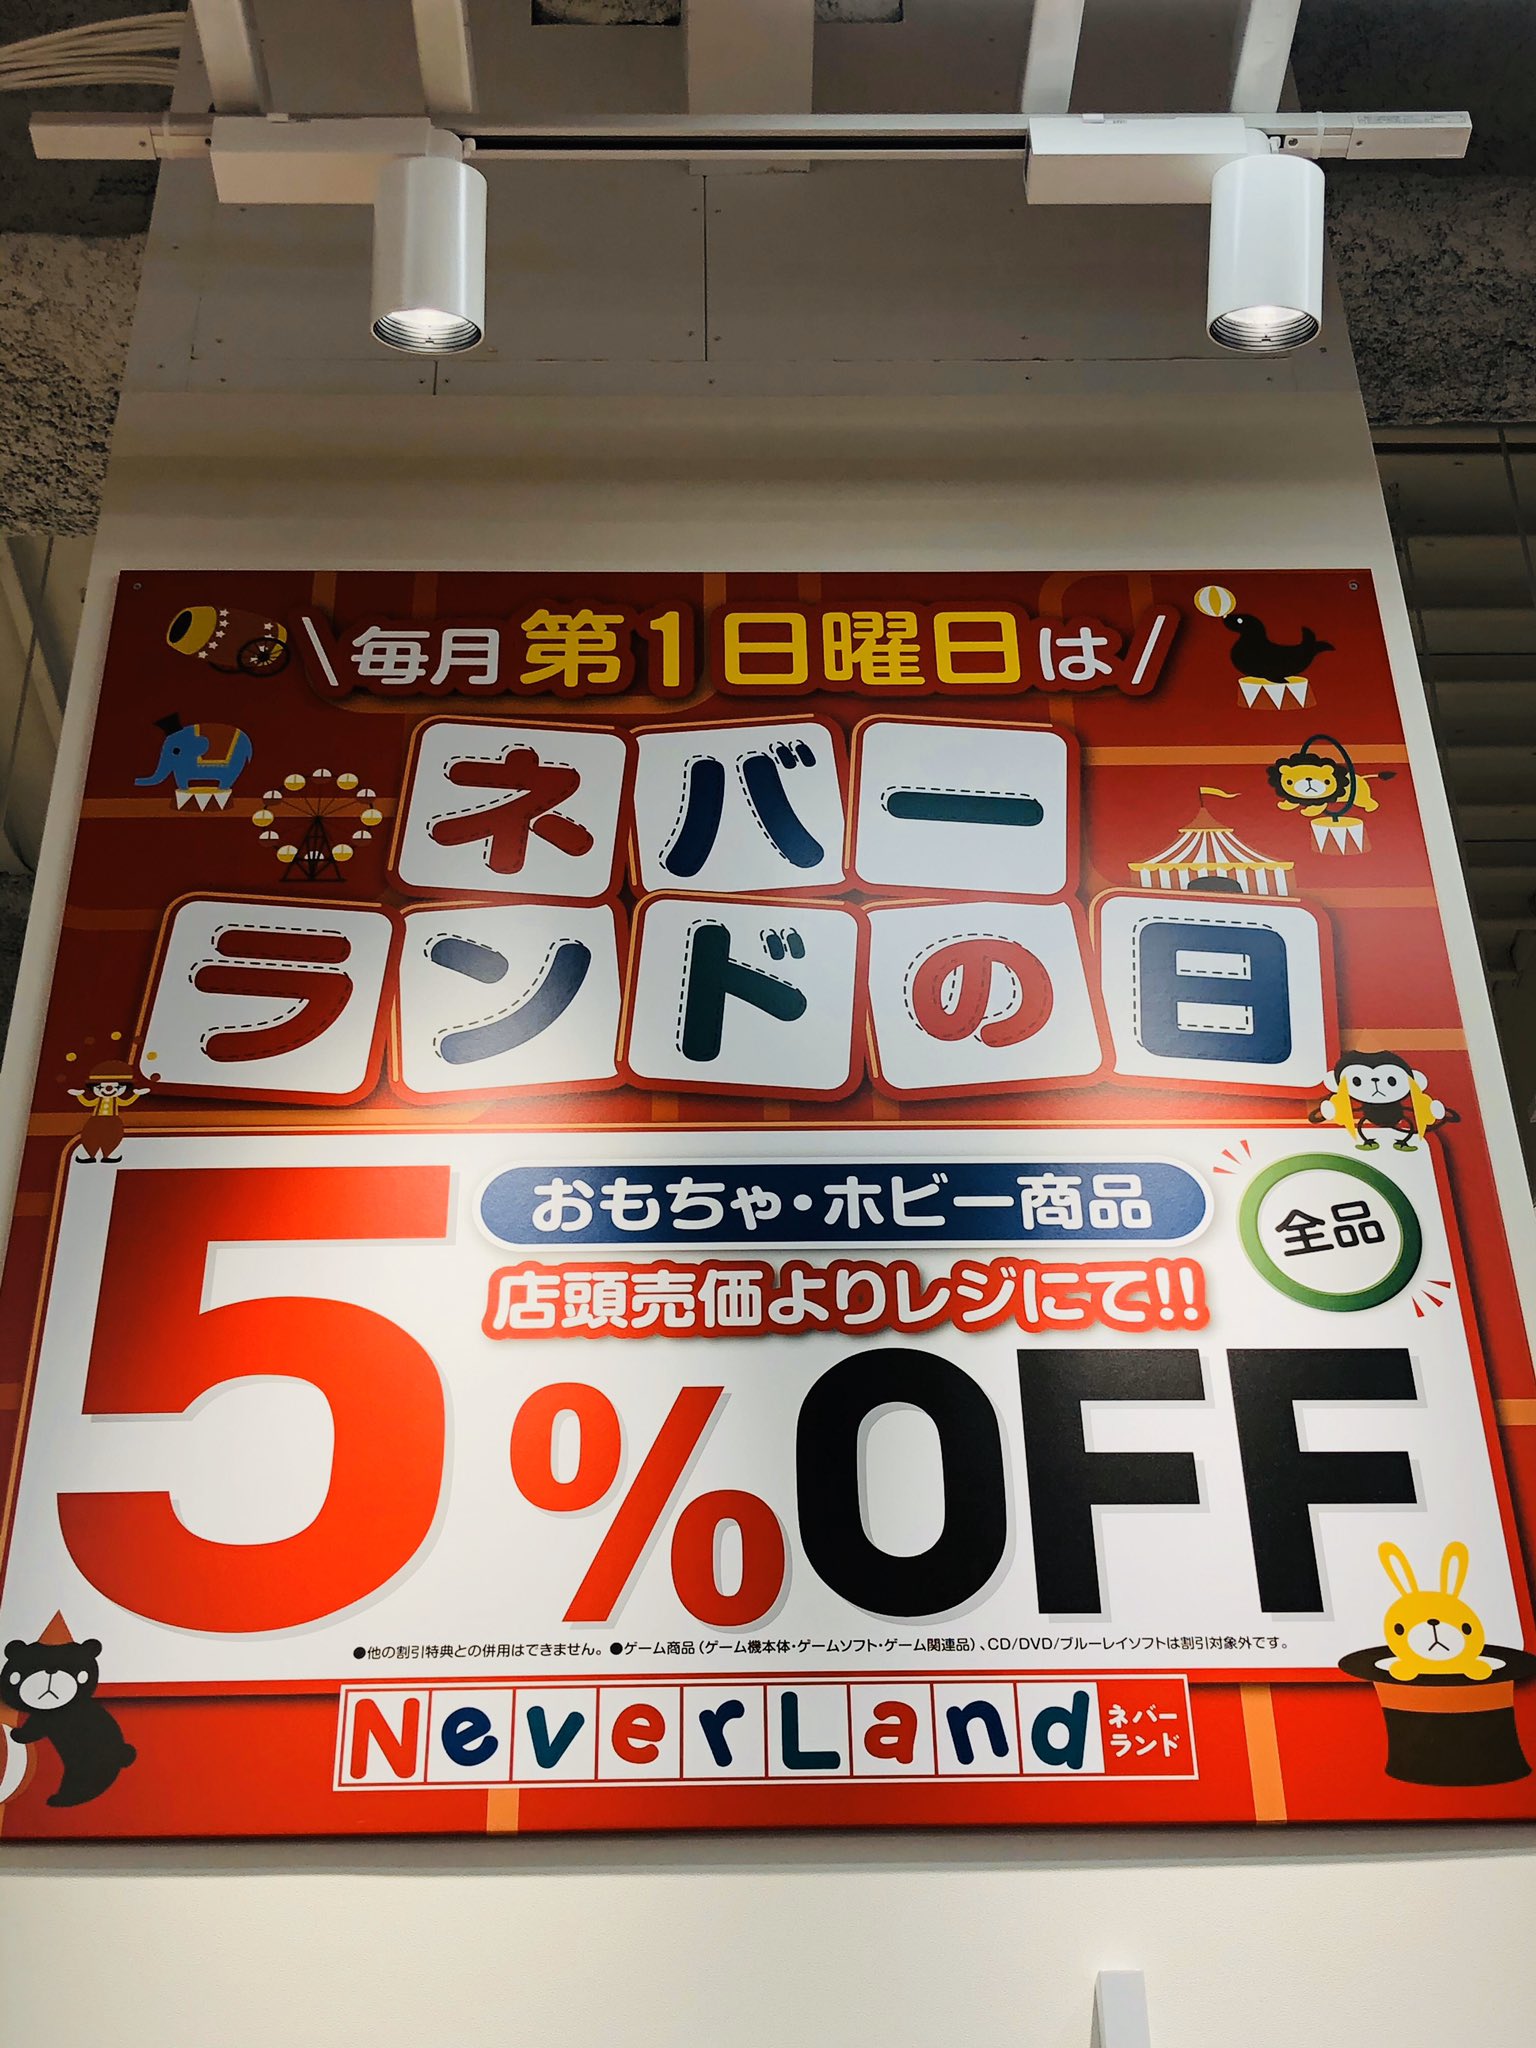 \毎月第1日曜日は/
ネバー
ランドの日
おもちゃ・ホビー商品
全品
店頭売価よりレジにて!!
5%OFF
●他の割引特典との併用はできません。●ゲーム商品(ゲーム機本体・ゲームソフト・ゲーム関連品)、CD/DVD/ブルーレイソフトは割引対象外です。
NeverLand ネバーランド